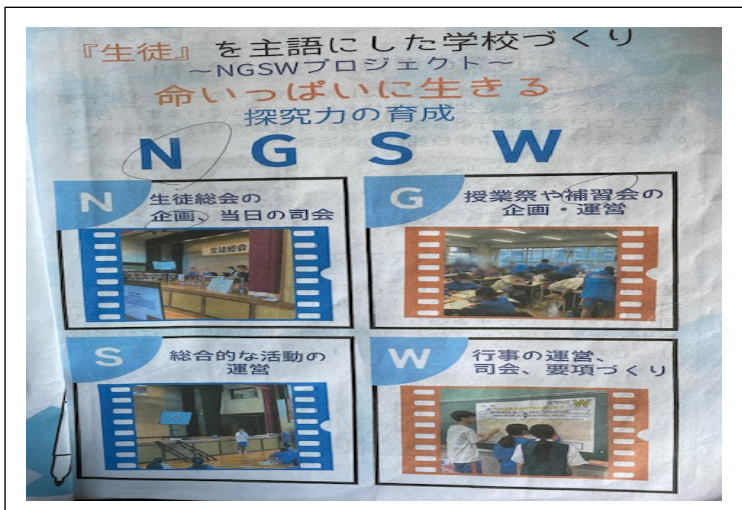 『生徒』を主語にした学校づくり
～NGSWプロジェクト～
命いっぱいに生きる
探究力の育成
N G S W
N
生徒総会の
企画、当日の司会
生徒総会
G
授業祭や補習会の
企画・運営
S
総合的な活動の
運営
W
行事の運営、
司会、要項づくり
W